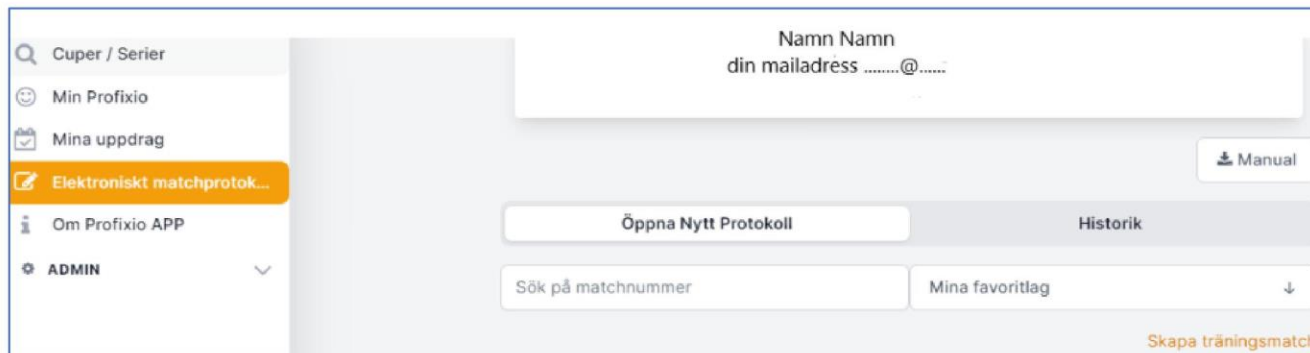 Cuper / Serier
Min Profixio
Mina uppdrag
Elektroniskt matchprotok...
Om Profixio APP
ADMIN
Namn Namn
din mailadress ........@......
Manual
Öppna Nytt Protokoll
Historik
Sök på matchnummer
Mina favoritlag
Skapa träningsmatch